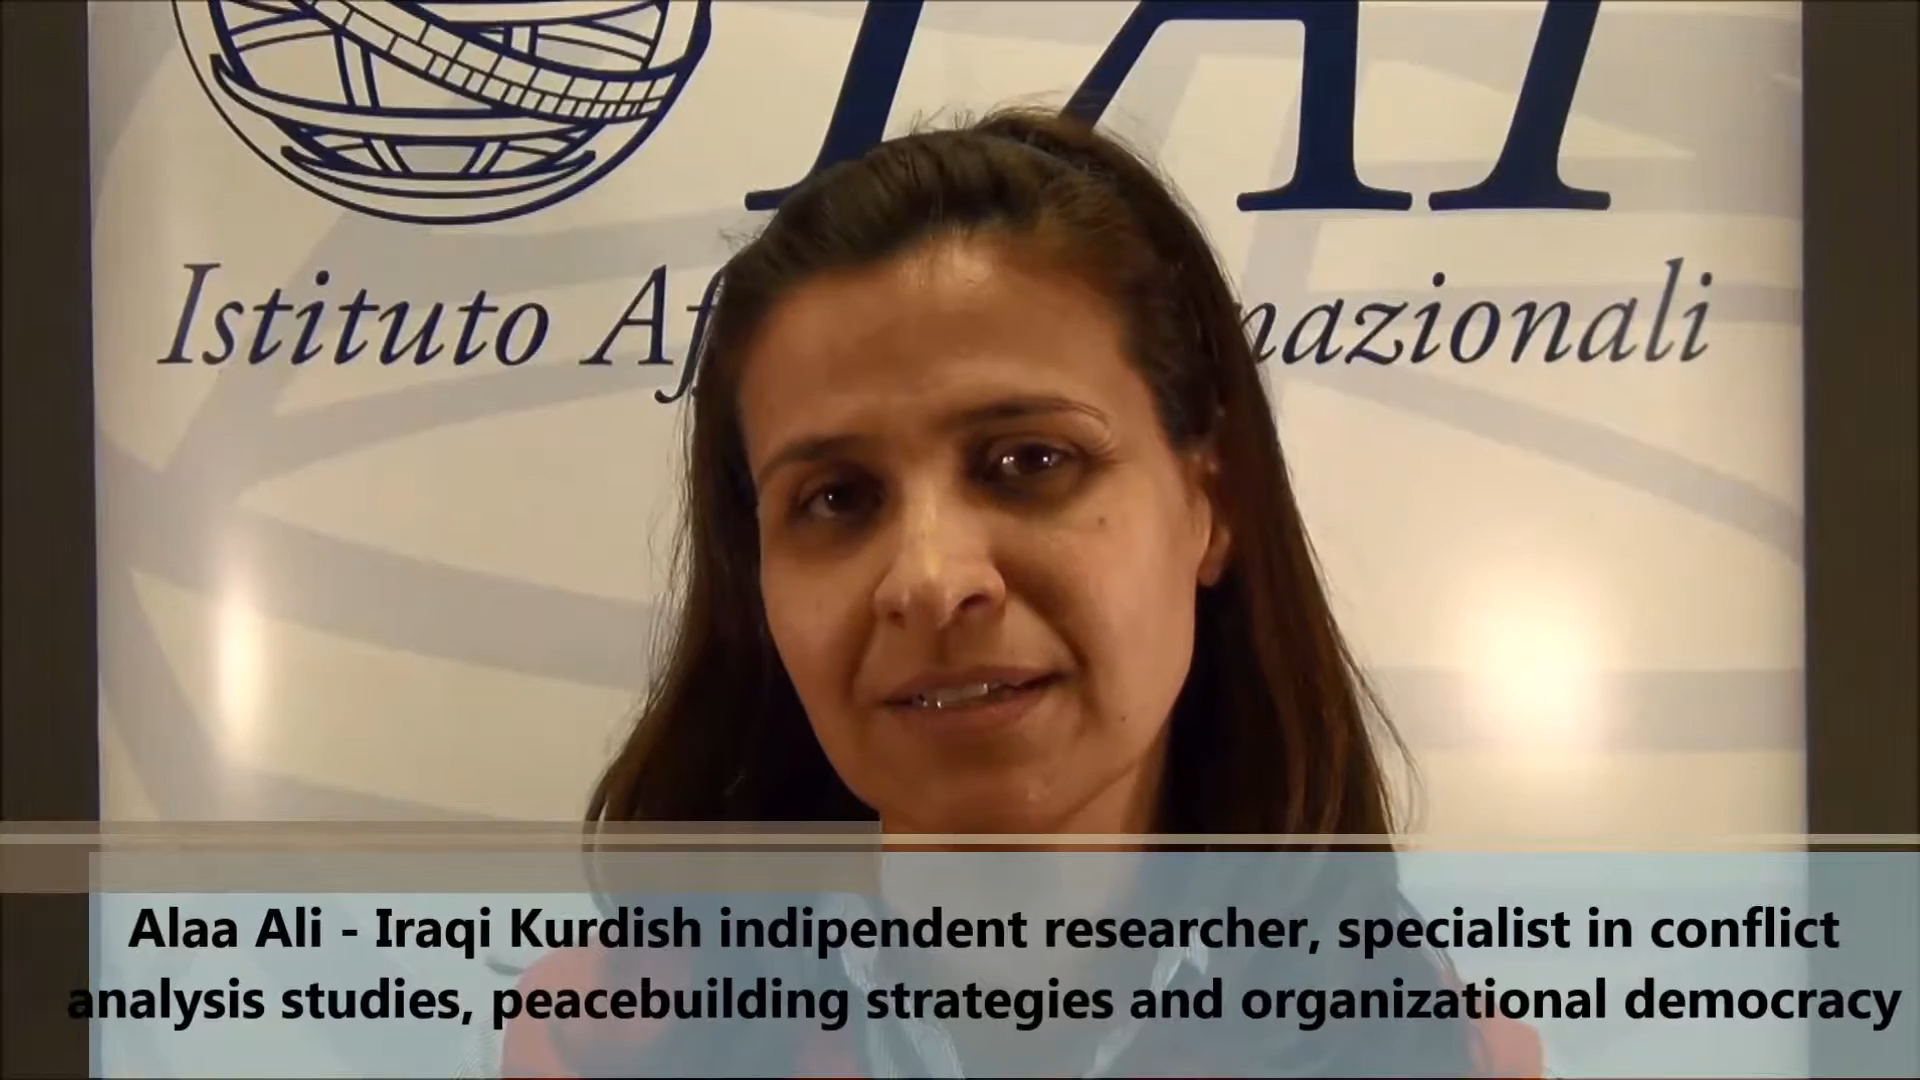 IAI
Istituto Af nazionali
Alaa Ali - Iraqi Kurdish indipendent researcher, specialist in conflict
analysis studies, peacebuilding strategies and organizational democracy